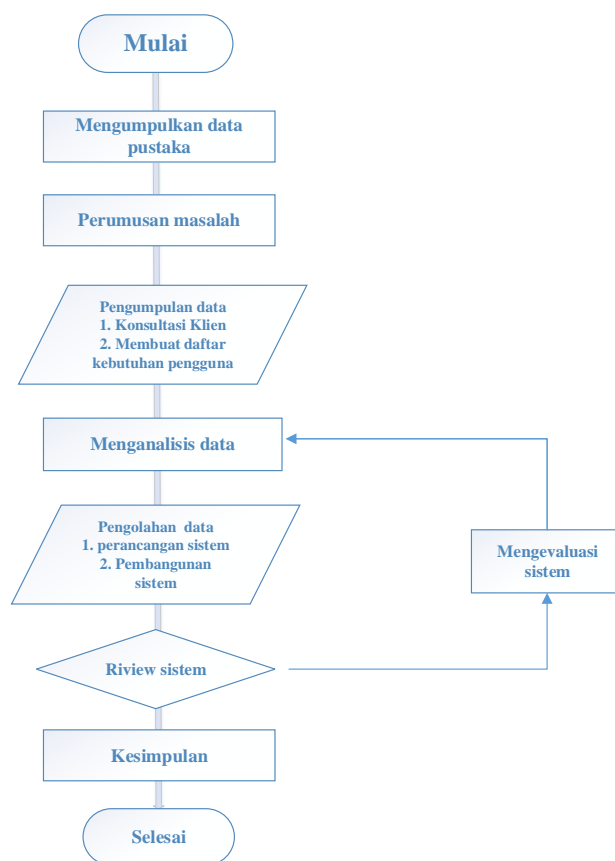 Mulai
Mengumpulkan data
pustaka
Perumusan masalah
Pengumpulan data
1. Konsultasi Klien
2. Membuat daftar
kebutuhan pengguna
Menganalisis data
Pengolahan data
1. perancangan sistem
2. Pembangunan
sistem
Mengevaluasi
sistem
Riview sistem
Kesimpulan
Selesai